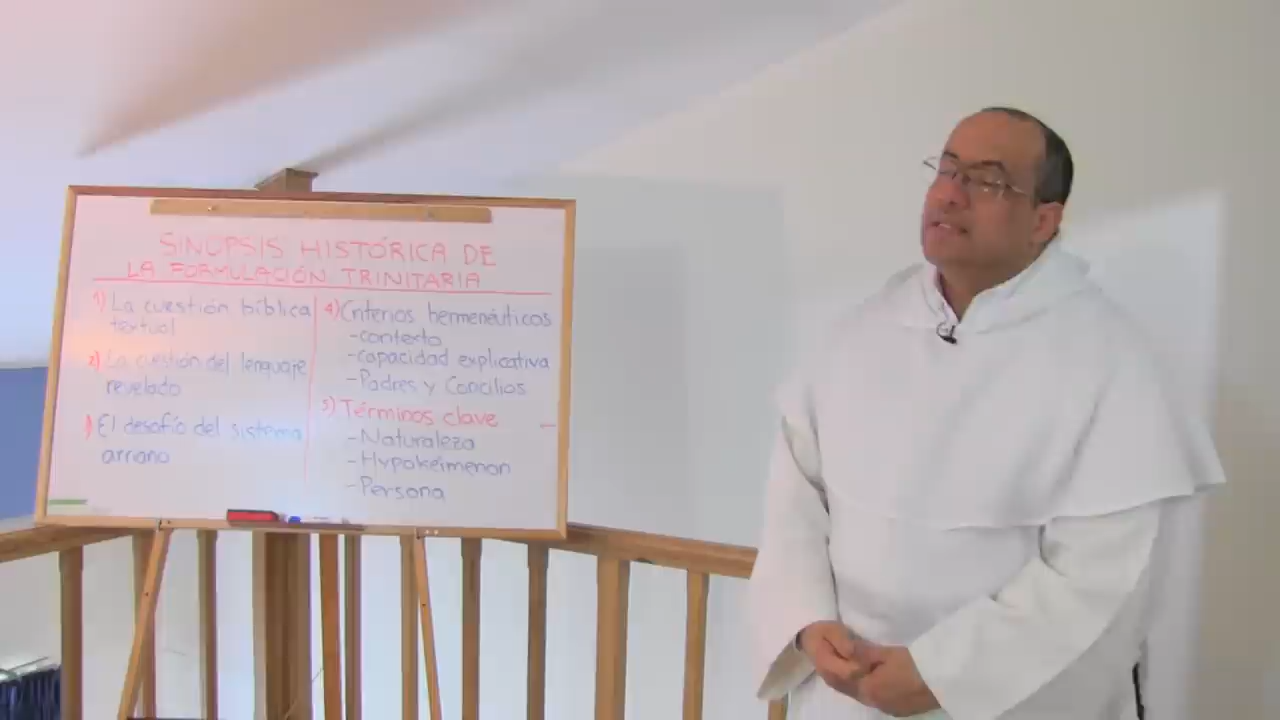 SINOPSIS HISTÓRICA DE
LA FORMULACIÓN TRINITARIA
1) La cuestión bíblica
textual
2) La cuestión del lenguaje
revelado
3) El desafío del sistema
arriano
4) Criterios hermenéuticos
-contexto
-capacidad explicativa
-Padres y Concilios
5) Términos clave
-Naturaleza
-Hypokéimenon
-Persona